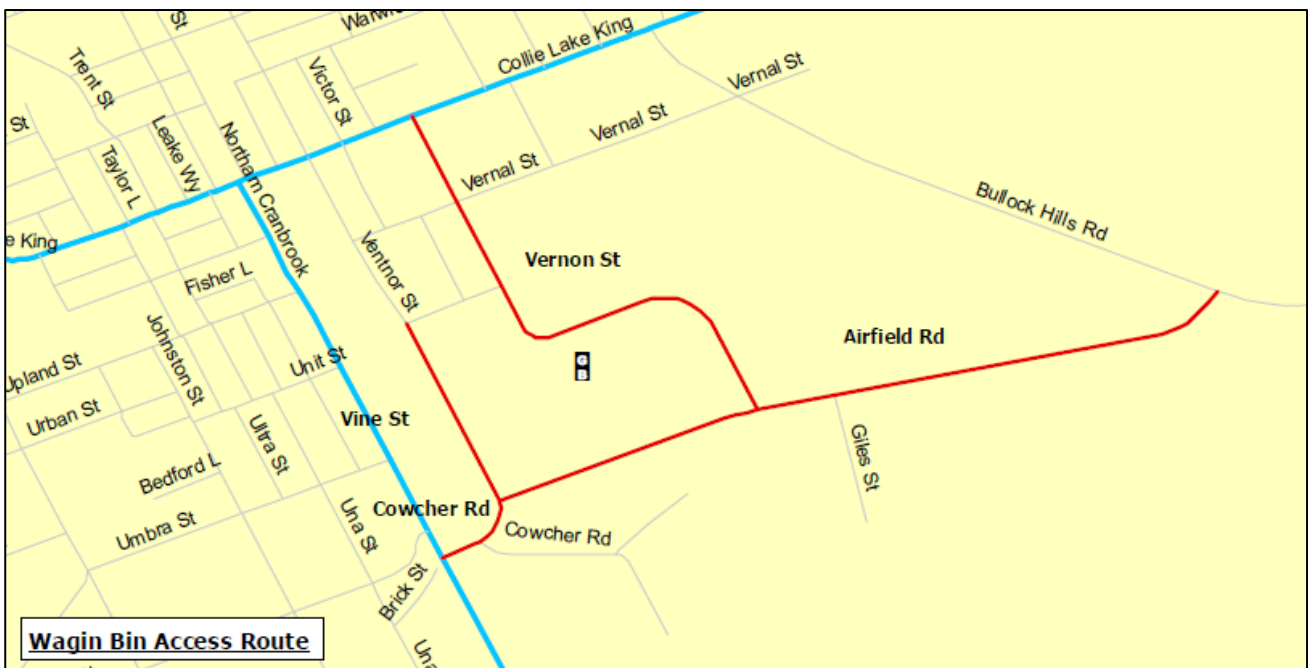 St
Warwi
Collie Lake King
Trent St
Victor St
Vernal St
St
Leake Wy
Northam Cranbrook
Vernal St
Taylor L
Vernal St
Bullock Hills Rd
e King
Ventnor St
Vernon St
Fisher L
Johnston St
Airfield Rd
Upland St
Unit St
Urban St
Vine St
Ultra St
Giles St
Bedford L
Cowcher Rd
Umbra St
Una St
Cowcher Rd
Brick St
Wagin Bin Access Route
Una
St
G
B